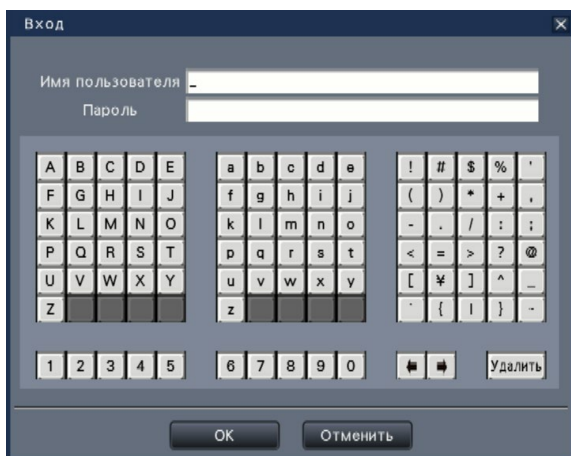 Вход
Имя пользователя _
Пароль
A B C D E a b c d e ! # $ % '
F G H I J f g h i j ( ) * + ,
K L M N O k l m n o - . / : ;
P Q R S T p q r s t < = > ? @
U V W X Y u v w x y [ ¥ ] ^ _
Z z ` { | } ~
1 2 3 4 5 6 7 8 9 0 ← → Удалить
OK Отменить